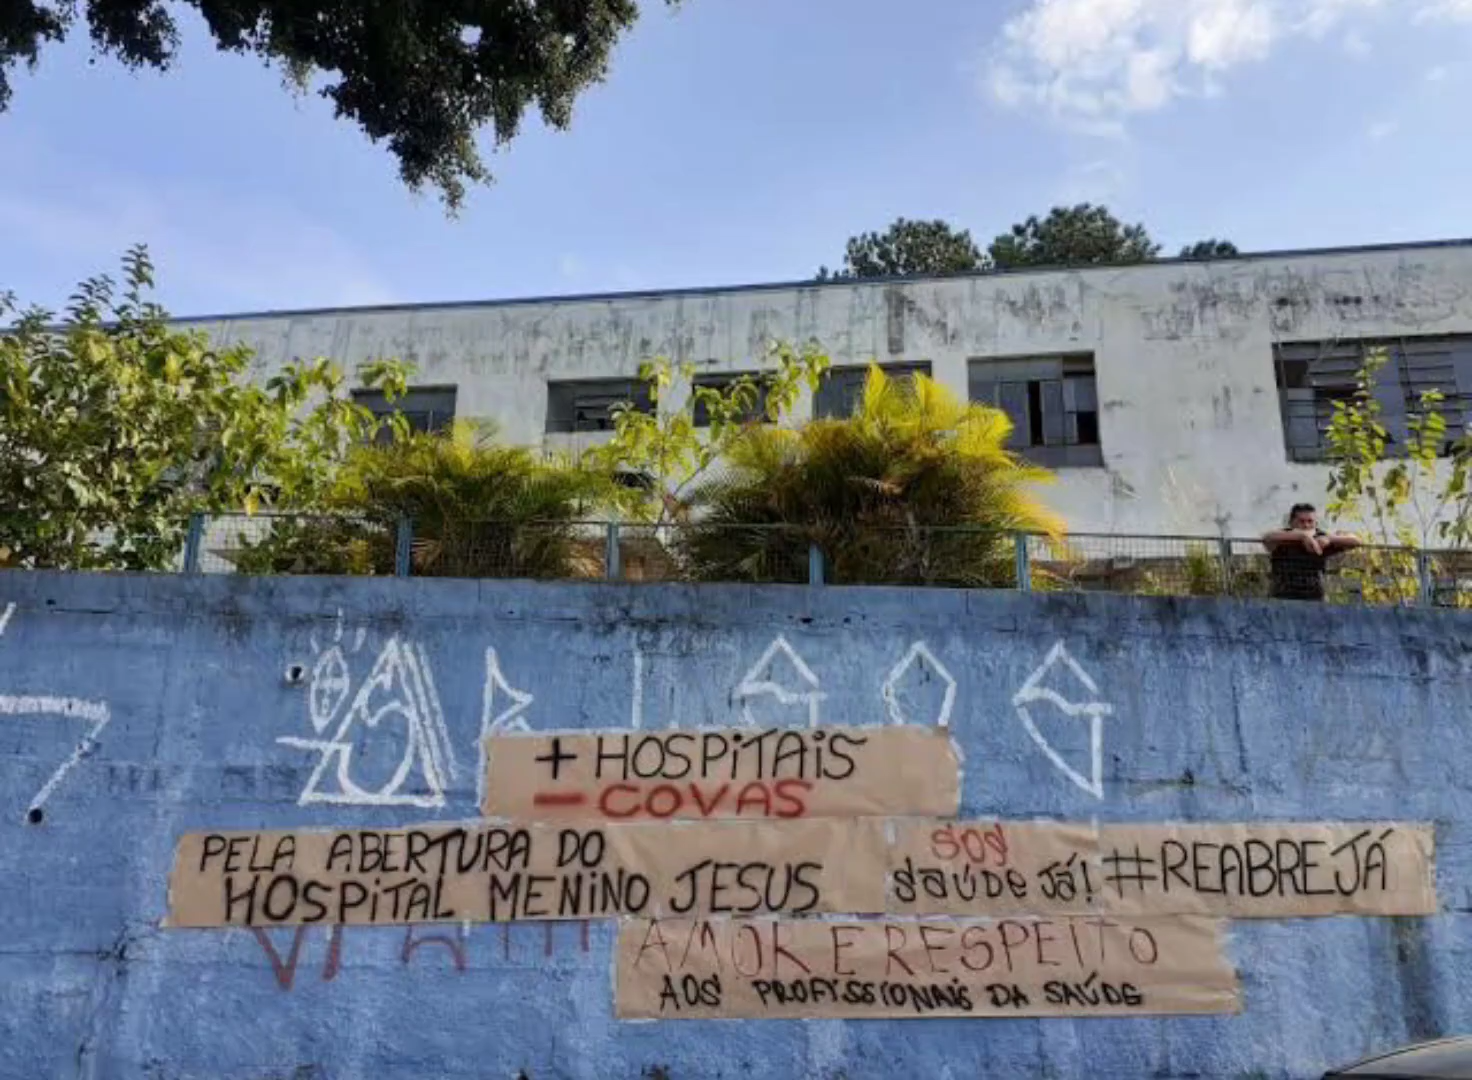 + HOSPiTAiS
- COVAS
PELA ABERTURA DO
HOSPiTAL MENiNO JESUS
SOS
SAÚDE JÁ!
#REABREJÁ
AMOR E RESPEITO
AOS PROFISSIONAIS DA SAÚDE